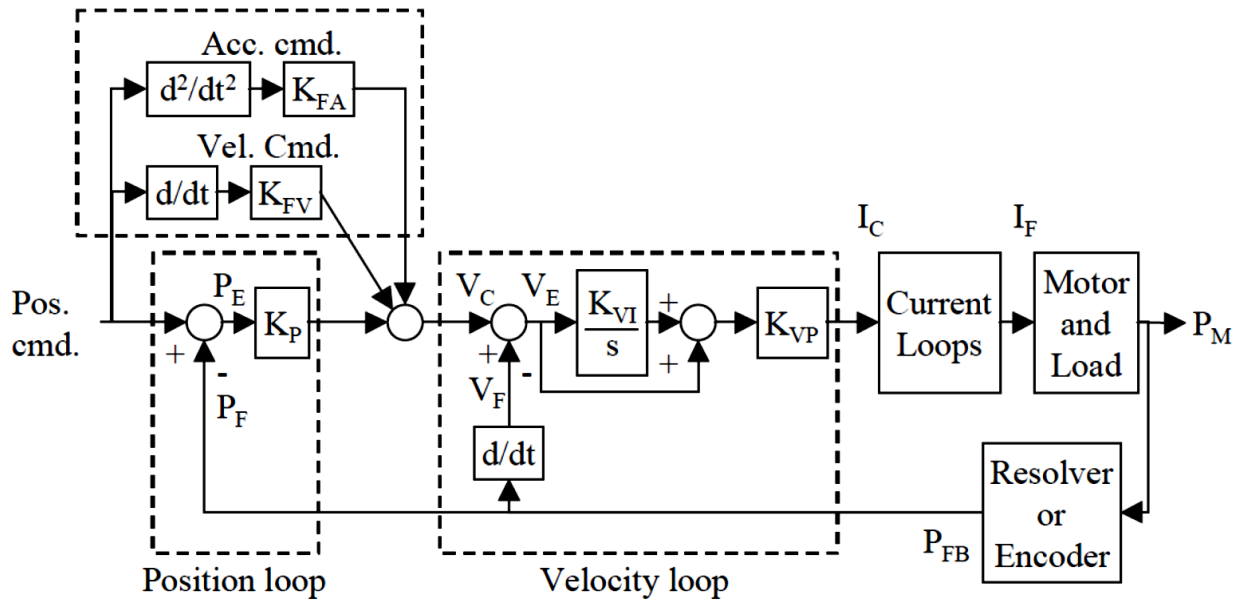 Acc. cmd.
d²/dt²
K_FA
Vel. Cmd.
d/dt
K_FV
I_C
I_F
Pos.
cmd.
+
-
P_E
K_P
P_F
V_C
V_E
+
-
V_F
d/dt
K_VI
s
+
+
K_VP
Current
Loops
Motor
and
Load
P_M
Resolver
or
Encoder
P_FB
Position loop
Velocity loop